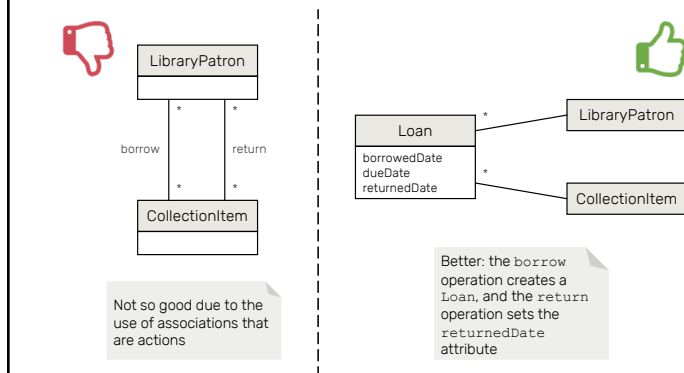 LibraryPatron
*
*
borrow
return
*
*
CollectionItem
Not so good due to the
use of associations that
are actions
Loan
borrowedDate
dueDate
returnedDate
*
LibraryPatron
*
CollectionItem
Better: the borrow
operation creates a
Loan, and the return
operation sets the
returnedDate
attribute